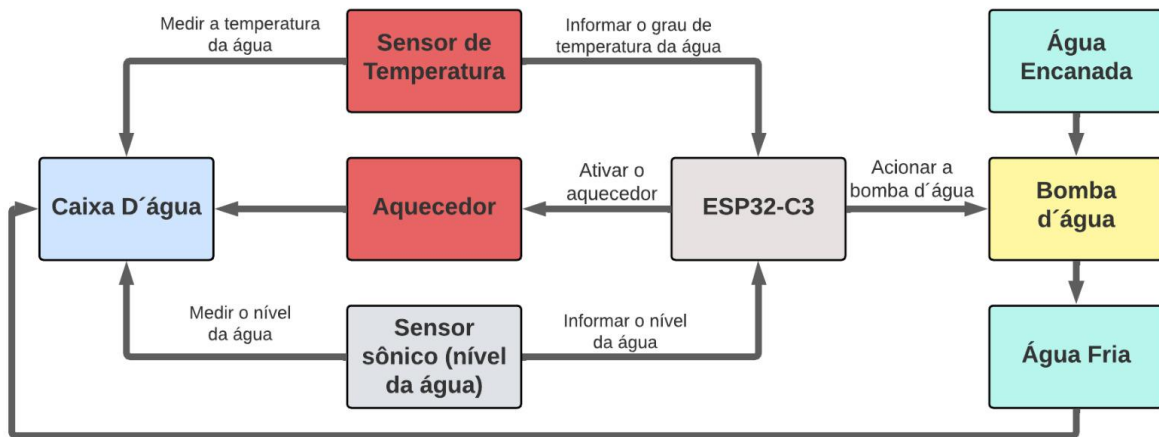 Medir a temperatura
da água
Sensor de
Temperatura
Informar o grau de
temperatura da água
Água
Encanada
Caixa D´água
Aquecedor
Ativar o
aquecedor
ESP32-C3
Acionar a
bomba d´água
Bomba
d´água
Medir o nível
da água
Sensor
sônico (nível
da água)
Informar o nível
da água
Água Fria